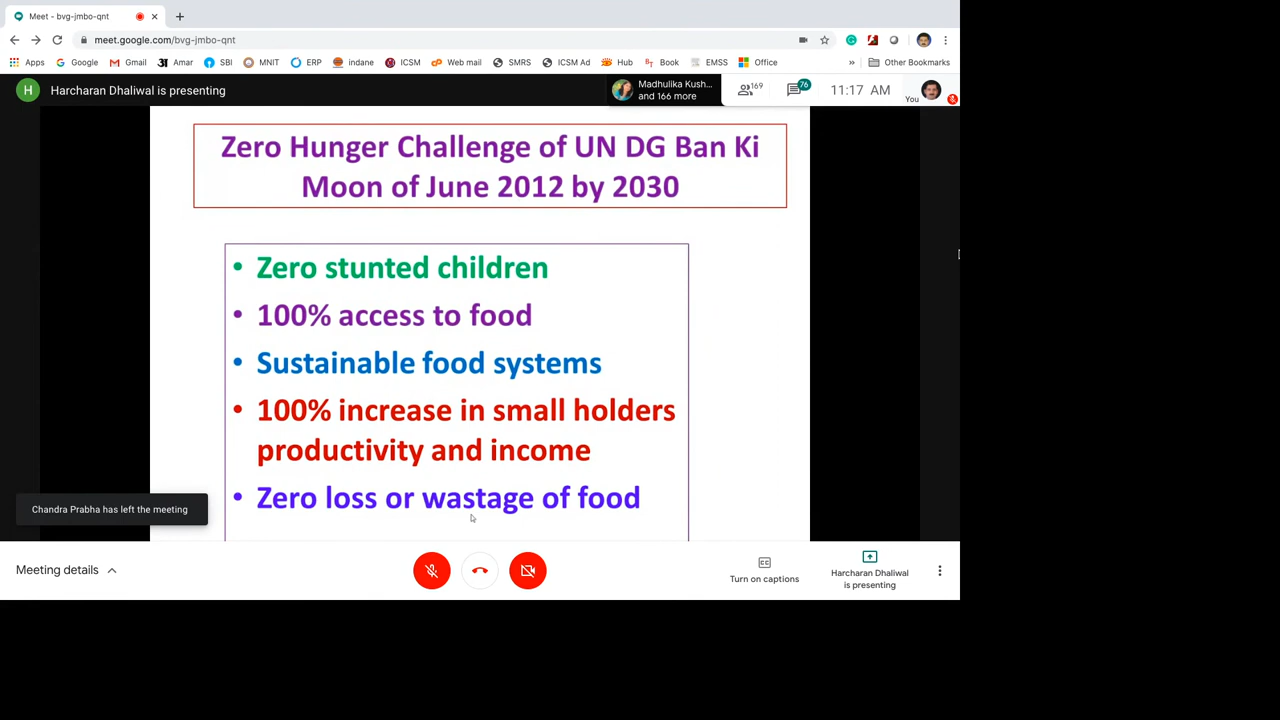 Meet - bvg-jmbo-qnt
meet.google.com/bvg-jmbo-qnt
Apps Google Gmail Amar SBI MNIT ERP indane ICSM Web mail SMRS ICSM Ad Hub Book EMSS Office » Other Bookmarks
H Harcharan Dhaliwal is presenting
Madhulika Kush...
and 166 more
169
76
11:17 AM
You
Zero Hunger Challenge of UN DG Ban Ki
Moon of June 2012 by 2030
• Zero stunted children
• 100% access to food
• Sustainable food systems
• 100% increase in small holders
productivity and income
• Zero loss or wastage of food
Chandra Prabha has left the meeting
Meeting details
Turn on captions
Harcharan Dhaliwal
is presenting